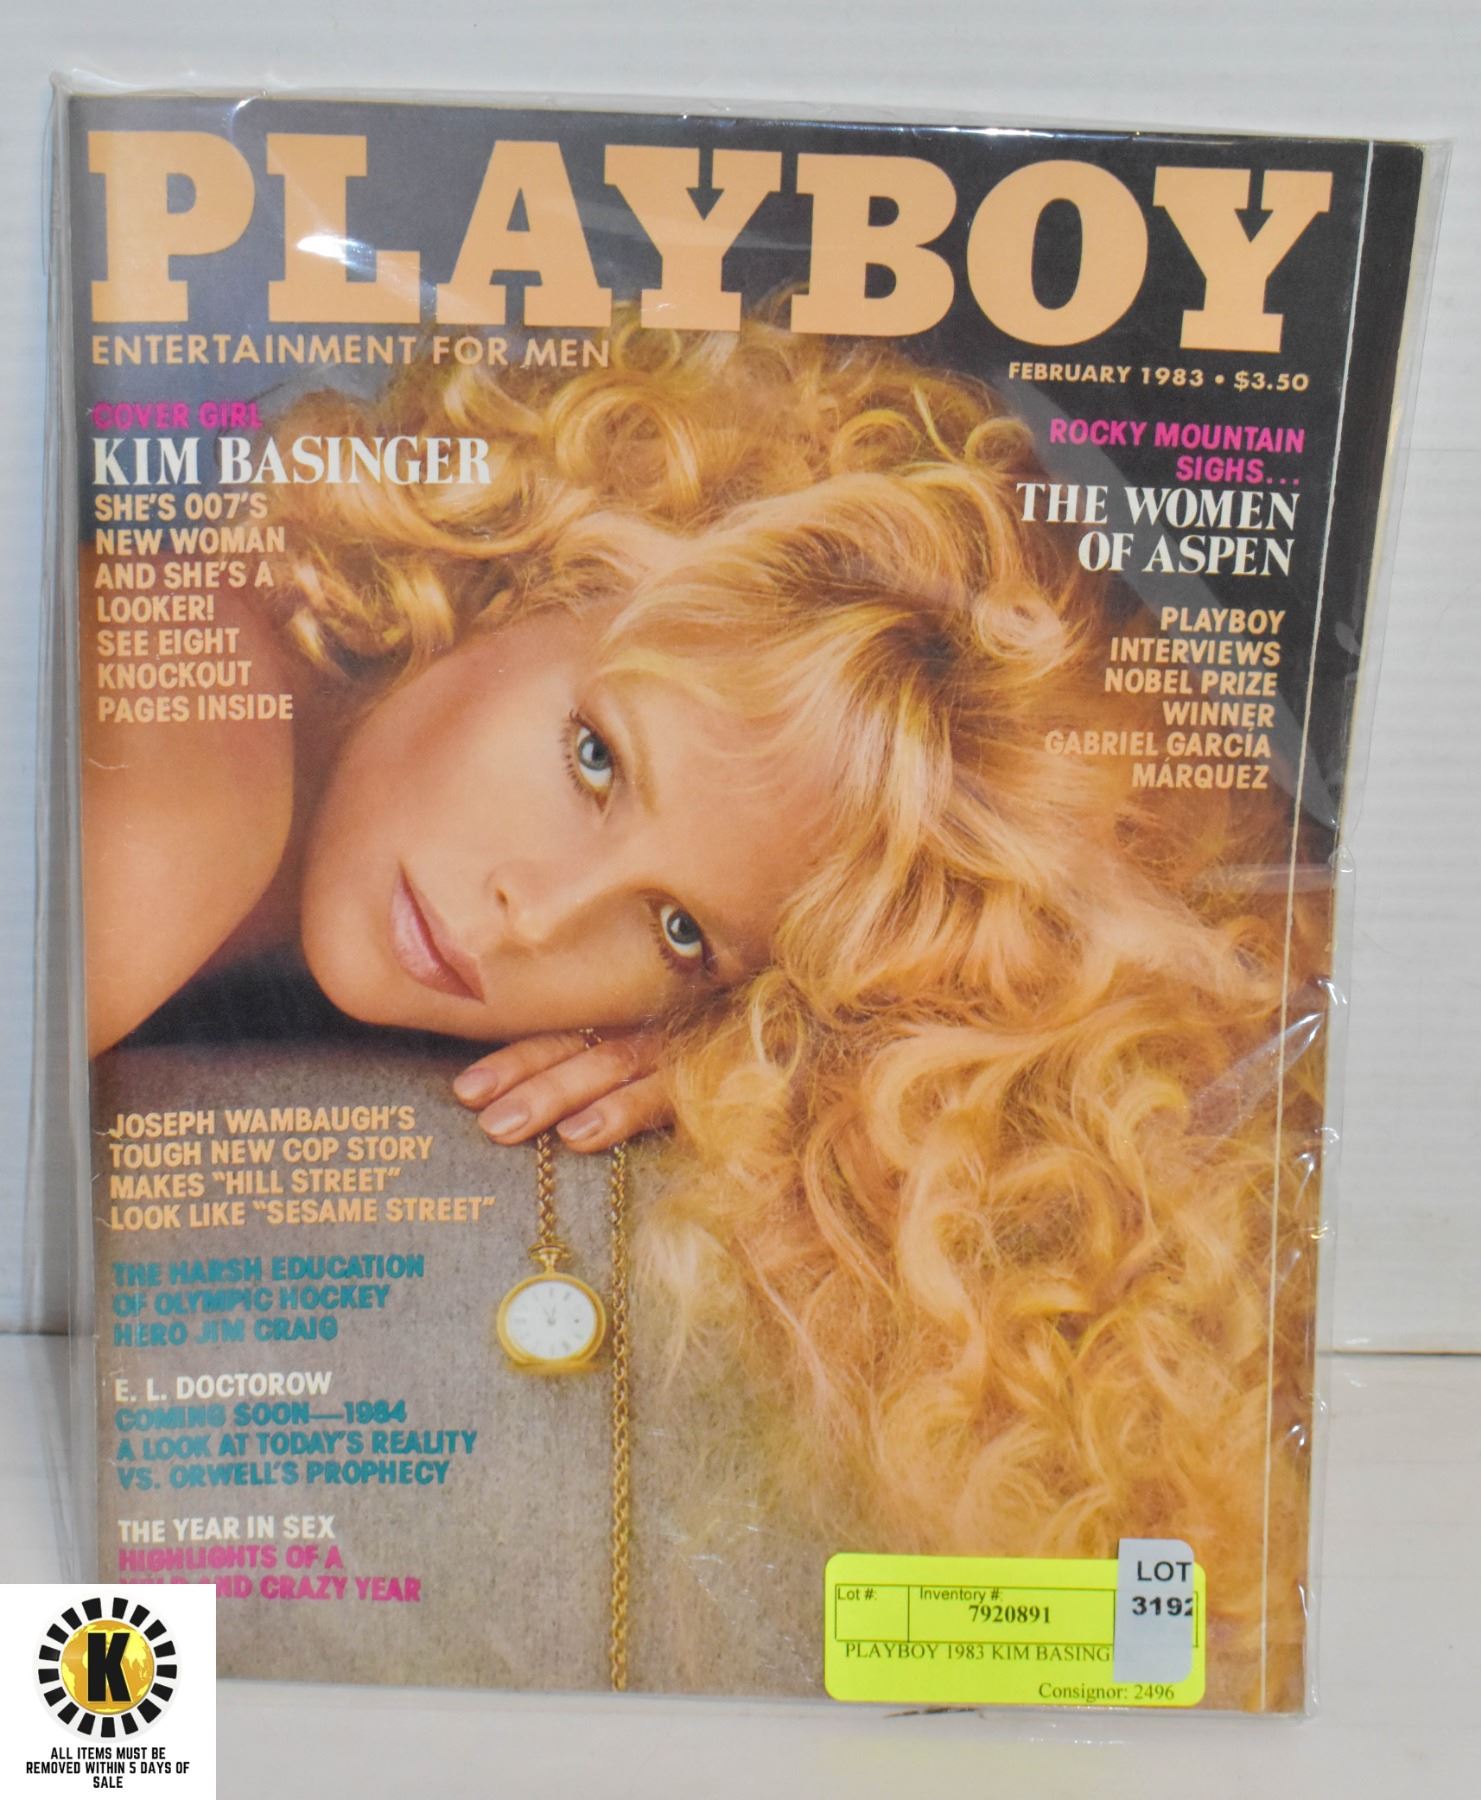 PLAYBOY
ENTERTAINMENT FOR MEN
FEBRUARY 1983 • $3.50
COVER GIRL
KIM BASINGER
SHE'S 007'S
NEW WOMAN
AND SHE'S A
LOOKER!
SEE EIGHT
KNOCKOUT
PAGES INSIDE
ROCKY MOUNTAIN
SIGHS...
THE WOMEN
OF ASPEN
PLAYBOY
INTERVIEWS
NOBEL PRIZE
WINNER
GABRIEL GARCÍA
MÁRQUEZ
JOSEPH WAMBAUGH'S
TOUGH NEW COP STORY
MAKES "HILL STREET"
LOOK LIKE "SESAME STREET"
THE HARSH EDUCATION
OF OLYMPIC HOCKEY
HERO JIM CRAIG
E. L. DOCTOROW
COMING SOON—1984
A LOOK AT TODAY'S REALITY
VS. ORWELL'S PROPHECY
THE YEAR IN SEX
HIGHLIGHTS OF A
AND CRAZY YEAR
Lot #:
Inventory #:
7920891
LOT
3192
PLAYBOY 1983 KIM BASING
Consignor: 2496
K
ALL ITEMS MUST BE
REMOVED WITHIN 5 DAYS OF
SALE